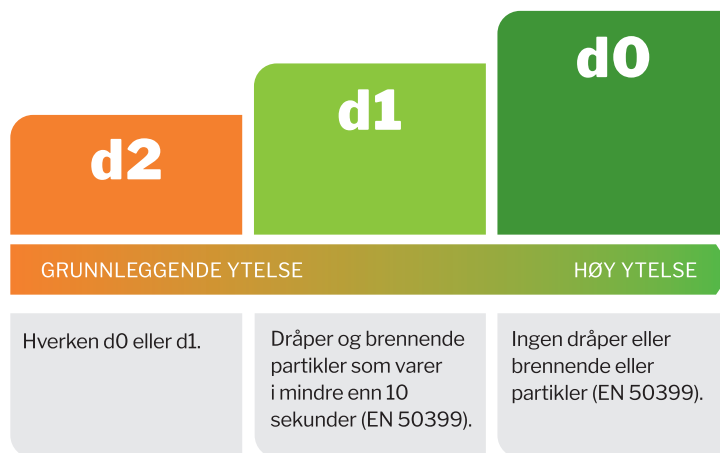 d2
d1
d0
GRUNNLEGGENDE YTELSE
HØY YTELSE
Hverken d0 eller d1.
Dråper og brennende
partikler som varer
i mindre enn 10
sekunder (EN 50399).
Ingen dråper eller
brennende eller
partikler (EN 50399).